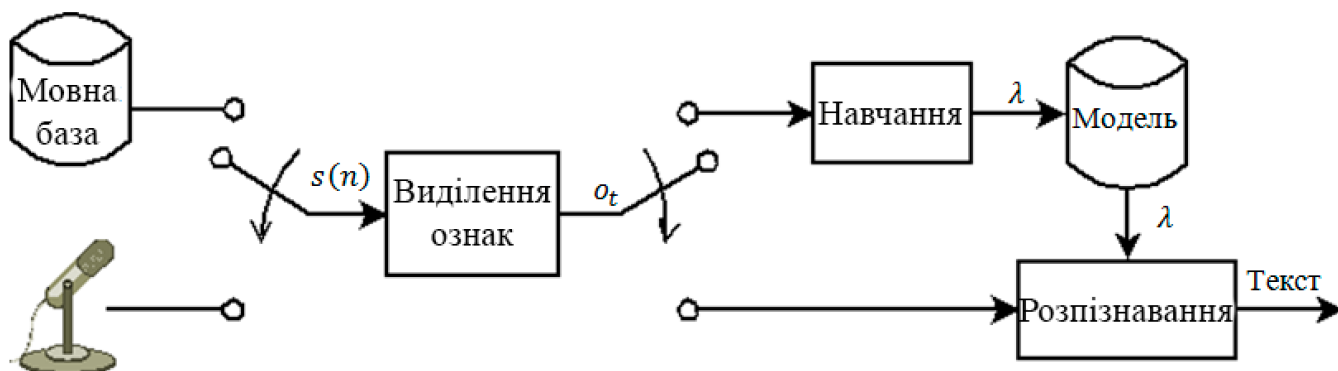 Мовна
база
s(n)
Виділення
ознак
o_t
Навчання
λ
Модель
λ
Розпізнавання
Текст